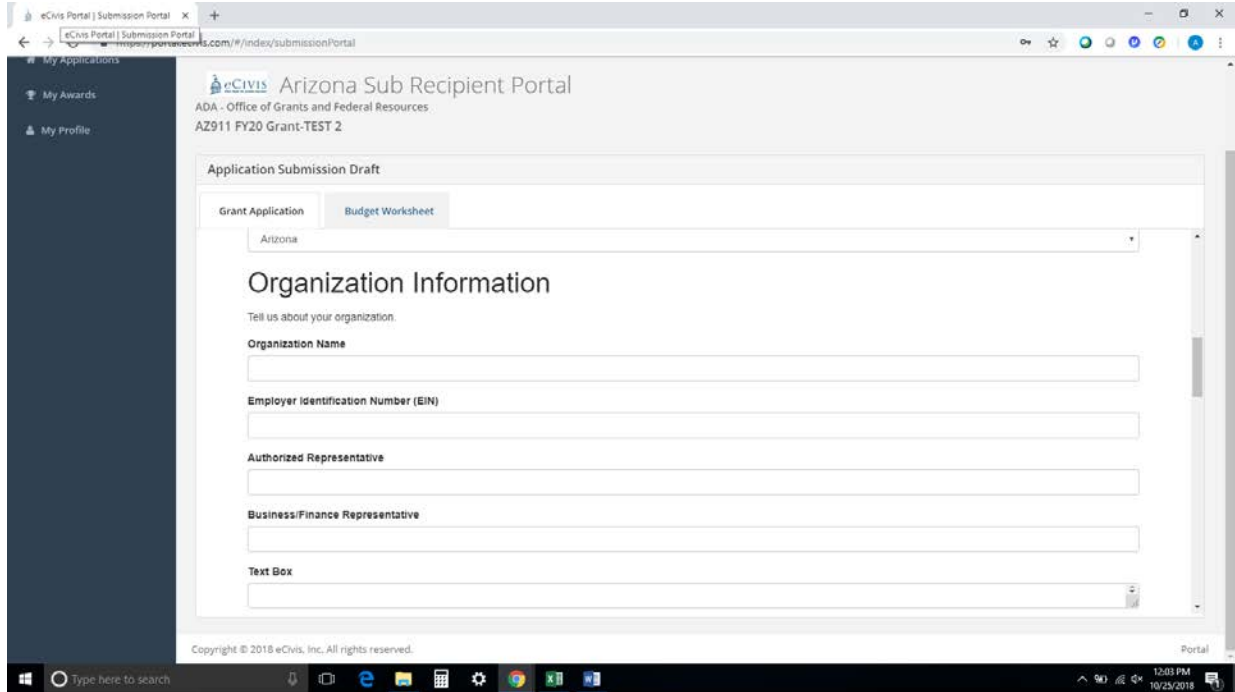 eCivis Portal | Submission Portal
eCivis Portal | Submission Portal
ecivis.com/#/index/submissionPortal
My Applications
My Awards
My Profile
eCIVIS Arizona Sub Recipient Portal
ADA - Office of Grants and Federal Resources
AZ911 FY20 Grant-TEST 2
Application Submission Draft
Grant Application Budget Worksheet
Arizona
Organization Information
Tell us about your organization.
Organization Name
Employer Identification Number (EIN)
Authorized Representative
Business/Finance Representative
Text Box
Copyright © 2018 eCivis, Inc. All rights reserved. Portal
Type here to search
12:03 PM
10/25/2018